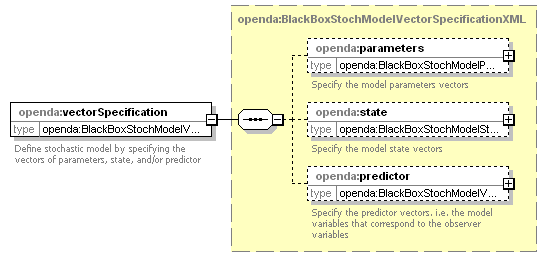 openda:BlackBoxStochModelVectorSpecificationXML
openda:parameters
type openda:BlackBoxStochModelP...
Specify the model parameters vectors
openda:vectorSpecification
type openda:BlackBoxStochModelV...
Define stochastic model by specifying the
vectors of parameters, state, and/or predictor
openda:state
type openda:BlackBoxStochModelSt...
Specify the model state vectors
openda:predictor
type openda:BlackBoxStochModelV...
Specify the predictor vectors. i.e. the model
variables that correspond to the observer
variables